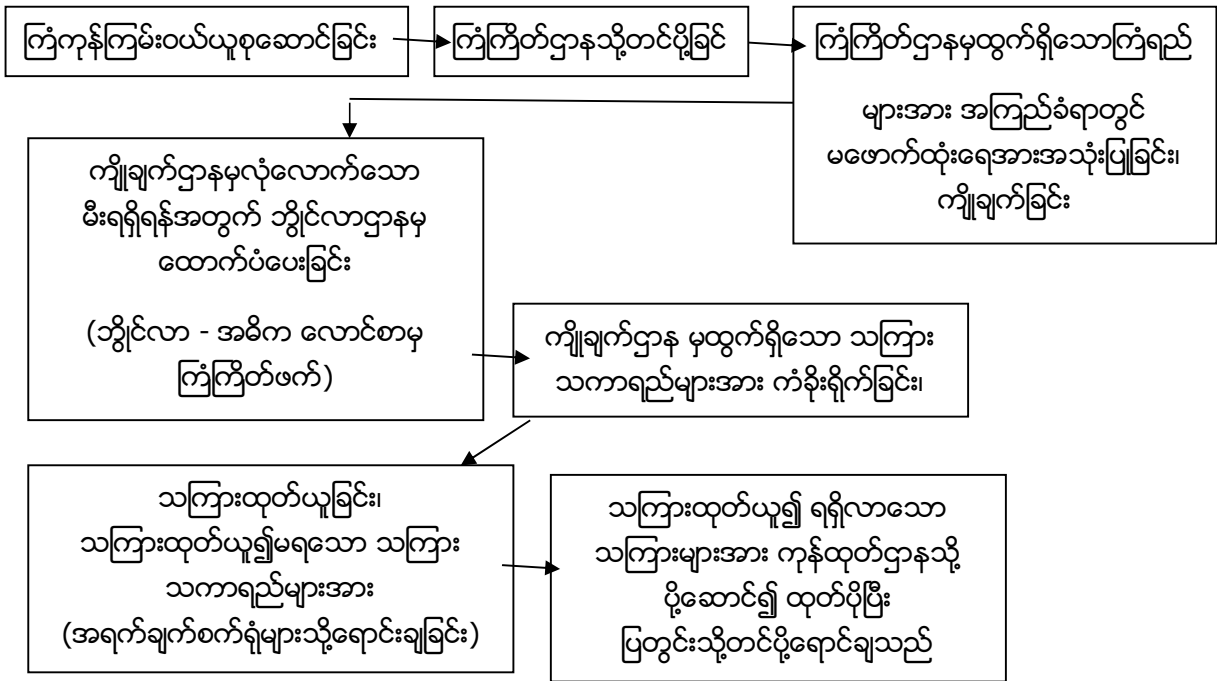 ကြံကုန်ကြမ်းဝယ်ယူစုဆောင်ခြင်း
ကြံကြိတ်ဌာနသို့တင်ပို့ခြင်
ကြံကြိတ်ဌာနမှထွက်ရှိသောကြံရည်
များအား အကြည်ခံရာတွင်
မဖောက်ထုံးရေအားအသုံးပြုခြင်း၊
ကျိုချက်ခြင်း
ကျိုချက်ဌာနမှလုံလောက်သော
မီးရရှိရန်အတွက် ဘွိုင်လာဌာနမှ
ထောက်ပံပေးခြင်း
(ဘွိုင်လာ - အဓိက လောင်စာမှ
ကြံကြိတ်ဖက်)
ကျိုချက်ဌာန မှထွက်ရှိသော သကြား
သကာရည်များအား ကံခိုးရိုက်ခြင်း၊
သကြားထုတ်ယူခြင်း၊
သကြားထုတ်ယူ၍မရသော သကြား
သကာရည်များအား
(အရက်ချက်စက်ရုံများသို့ရောင်းချခြင်း)
သကြားထုတ်ယူ၍ ရရှိလာသော
သကြားများအား ကုန်ထုတ်ဌာနသို့
ပို့ဆောင်၍ ထုတ်ပိုပြီး
ပြတွင်းသို့တင်ပို့ရောင်ချသည်